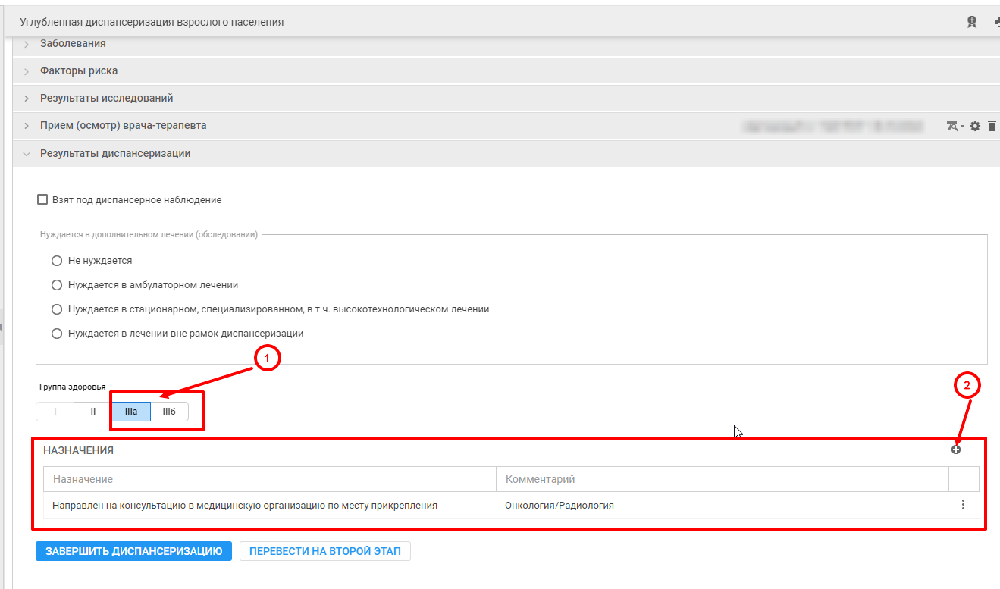 Углубленная диспансеризация взрослого населения
Заболевания
Факторы риска
Результаты исследований
Прием (осмотр) врача-терапевта
Результаты диспансеризации
Взят под диспансерное наблюдение
Нуждается в дополнительном лечении (обследовании)
Не нуждается
Нуждается в амбулаторном лечении
Нуждается в стационарном, специализированном, в т.ч. высокотехнологическом лечении
Нуждается в лечении вне рамок диспансеризации
1
Группа здоровья
2
I II IIIа IIIб
НАЗНАЧЕНИЯ
Назначение Комментарий
Направлен на консультацию в медицинскую организацию по месту прикрепления Онкология/Радиология
ЗАВЕРШИТЬ ДИСПАНСЕРИЗАЦИЮ ПЕРЕВЕСТИ НА ВТОРОЙ ЭТАП